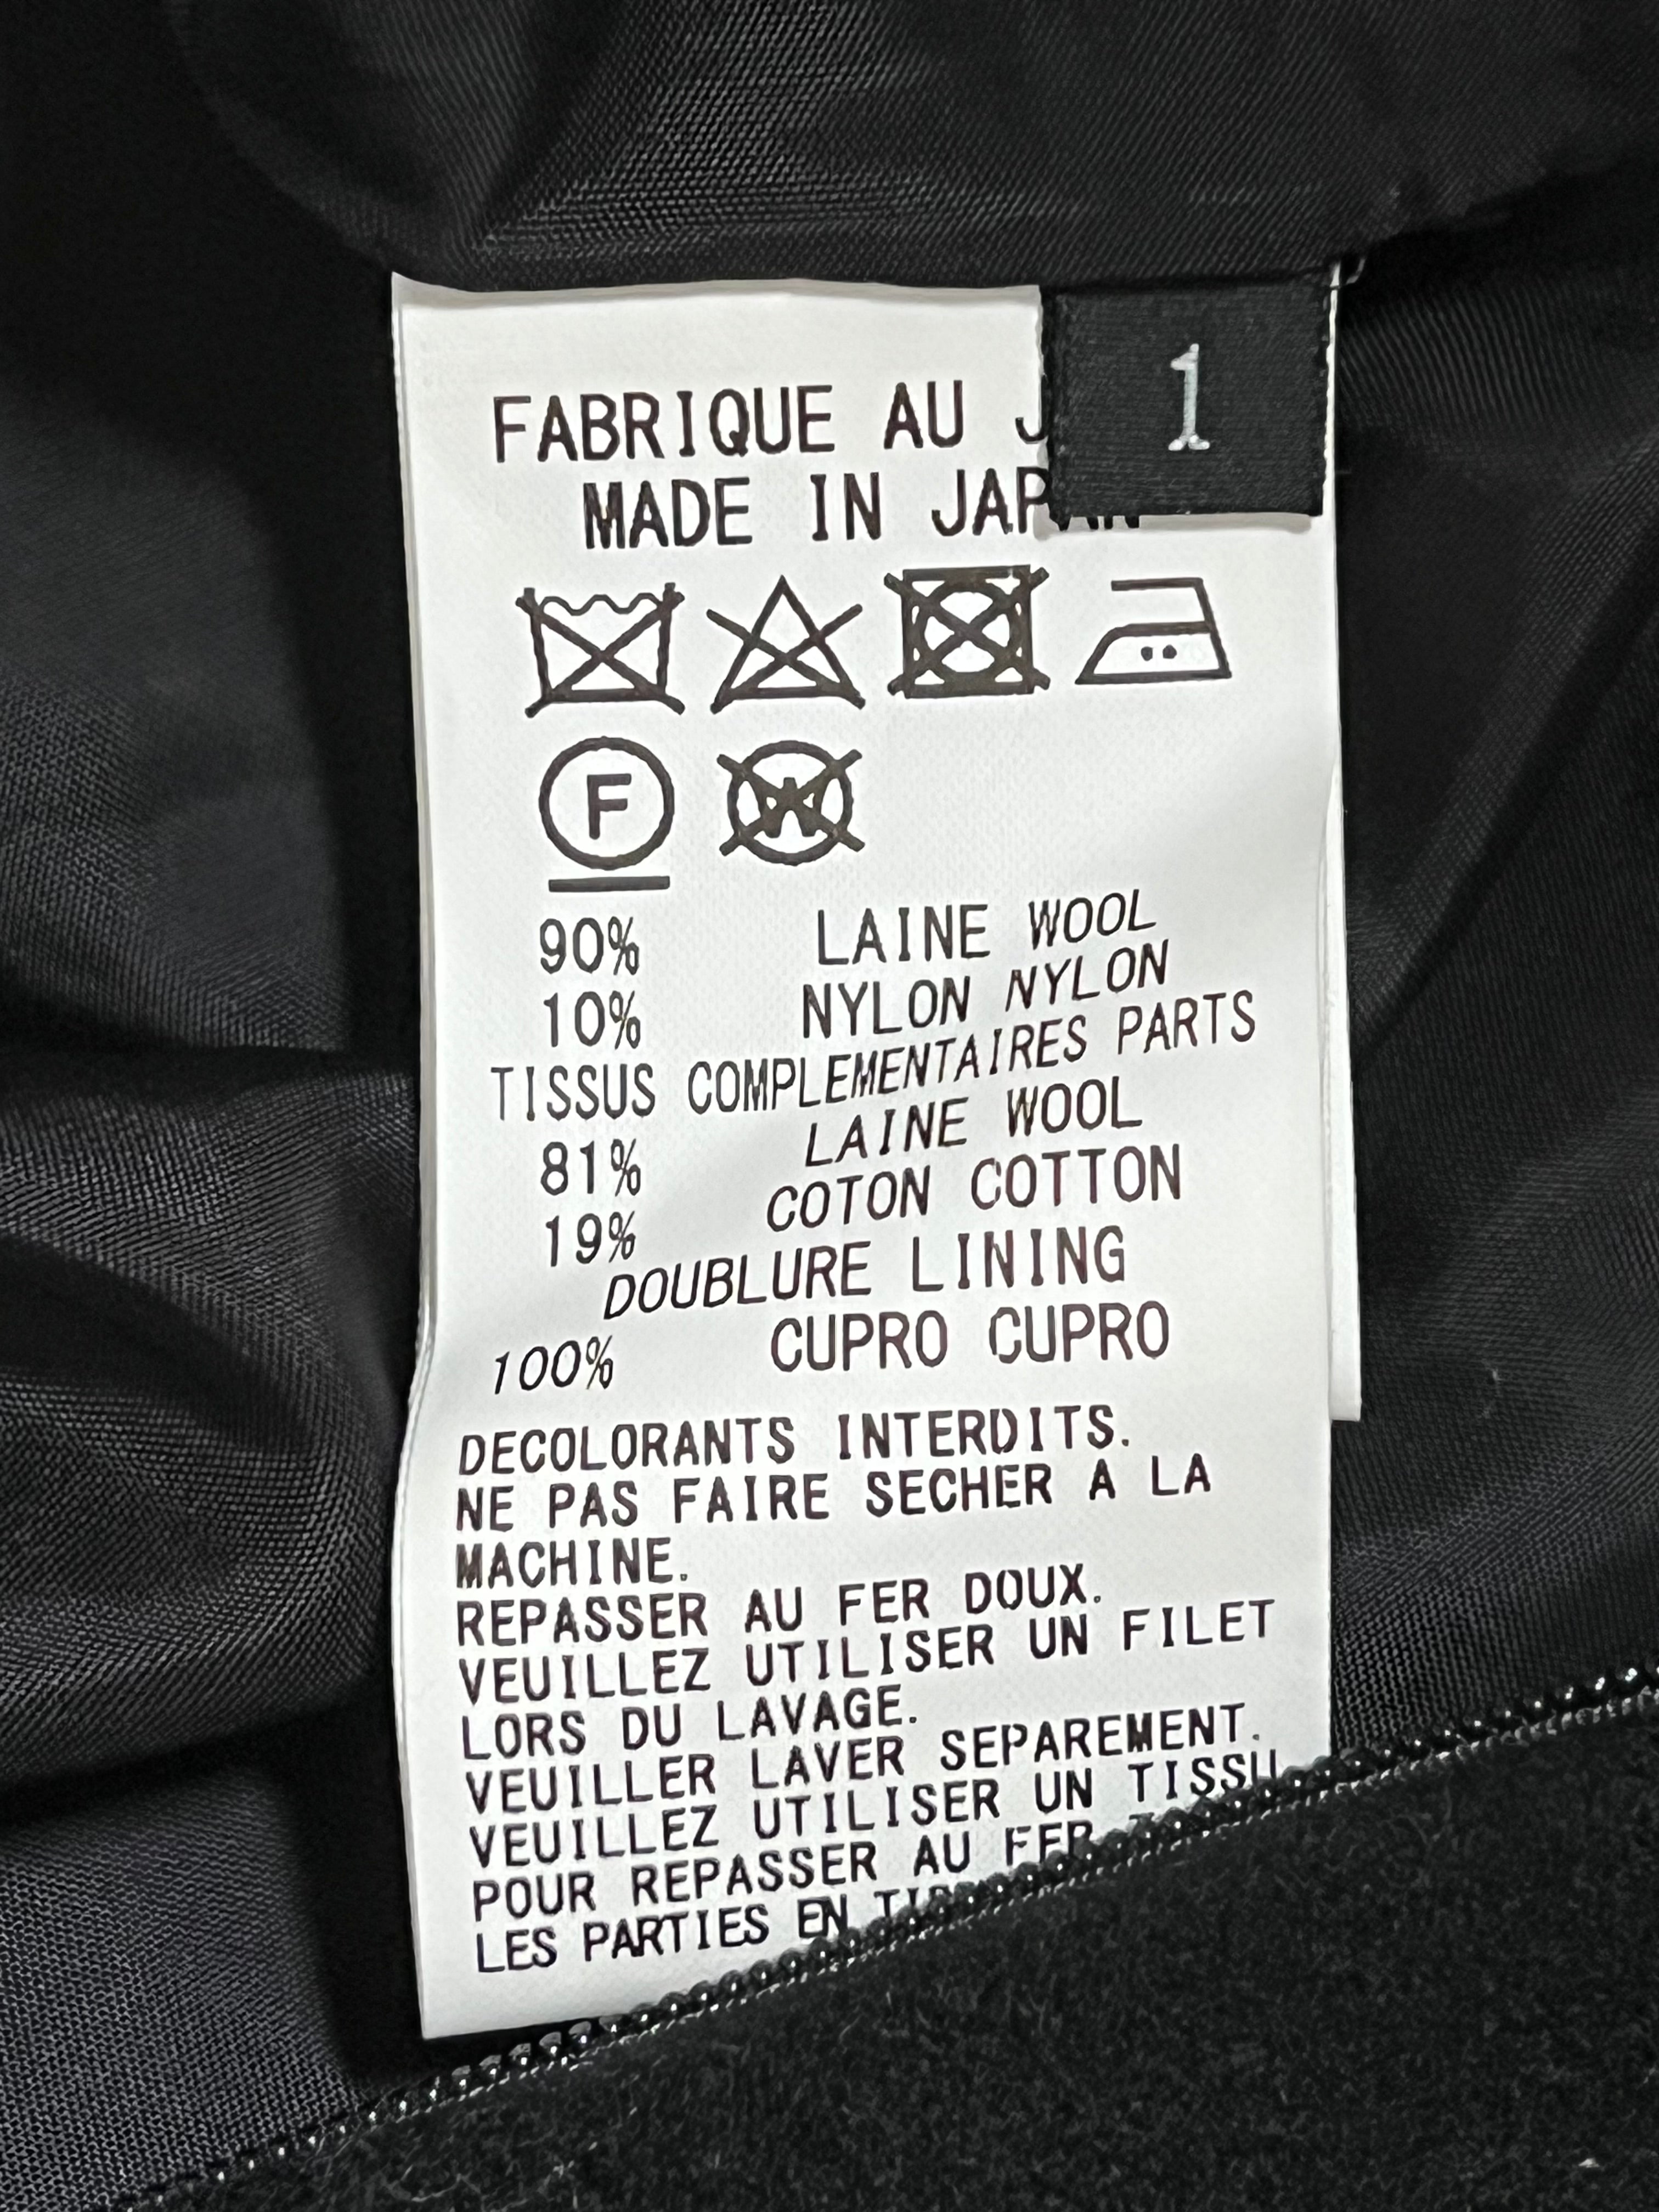 1
FABRIQUE AU
MADE IN JAPAN
F
W
90% LAINE WOOL
10% NYLON NYLON
TISSUS COMPLEMENTAIRES PARTS
81% LAINE WOOL
19% COTON COTTON
DOUBLURE LINING
100% CUPRO CUPRO
DECOLORANTS INTERDITS.
NE PAS FAIRE SECHER A LA
MACHINE.
REPASSER AU FER DOUX.
VEUILLEZ UTILISER UN FILET
LORS DU LAVAGE.
VEUILLER LAVER SEPAREMENT.
VEUILLEZ UTILISER UN TISSU
POUR REPASSER AU FER
LES PARTIES EN